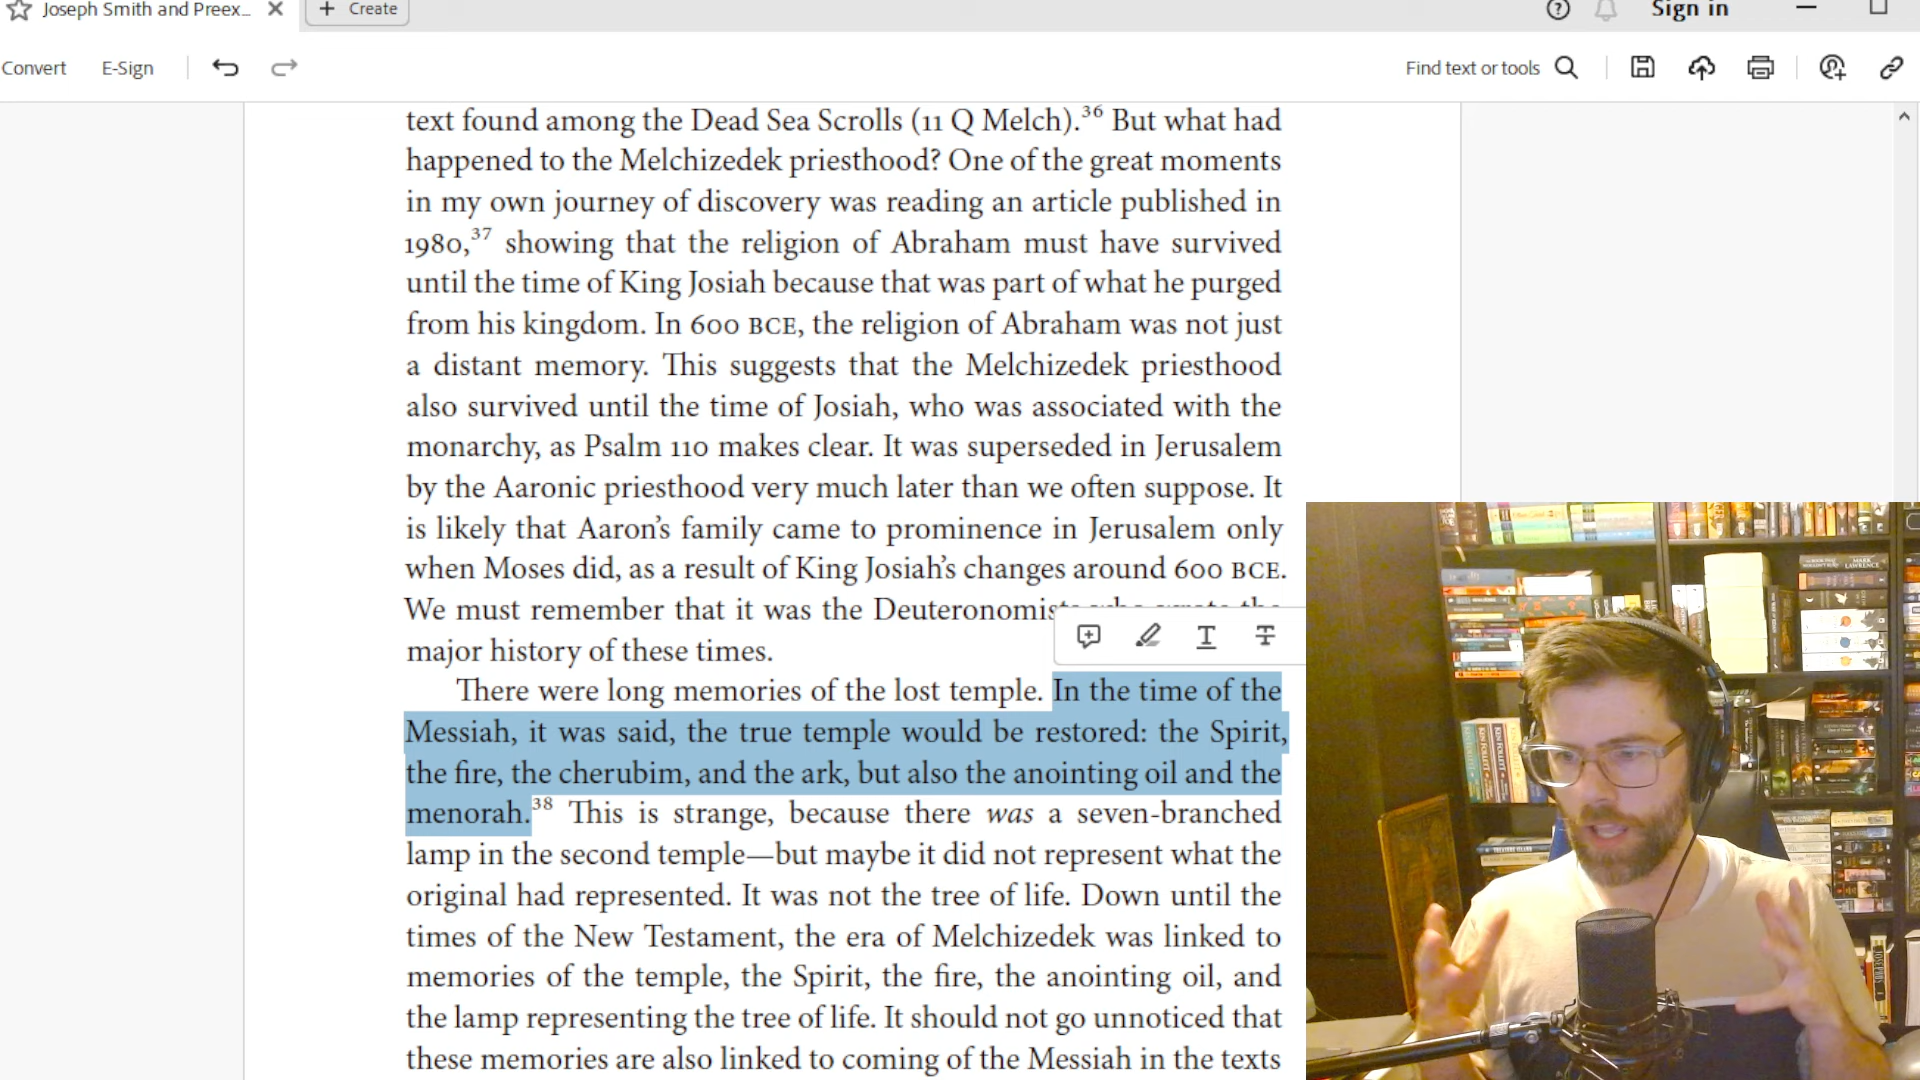 Joseph Smith and Preex...
Create
Sign in
Convert
E-Sign
Find text or tools
text found among the Dead Sea Scrolls (11 Q Melch).36 But what had
happened to the Melchizedek priesthood? One of the great moments
in my own journey of discovery was reading an article published in
1980,37 showing that the religion of Abraham must have survived
until the time of King Josiah because that was part of what he purged
from his kingdom. In 600 BCE, the religion of Abraham was not just
a distant memory. This suggests that the Melchizedek priesthood
also survived until the time of Josiah, who was associated with the
monarchy, as Psalm 110 makes clear. It was superseded in Jerusalem
by the Aaronic priesthood very much later than we often suppose. It
is likely that Aaron's family came to prominence in Jerusalem only
when Moses did, as a result of King Josiah's changes around 600 BCE.
We must remember that it was the Deuteronomists
major history of these times.
There were long memories of the lost temple. In the time of the
Messiah, it was said, the true temple would be restored: the Spirit,
the fire, the cherubim, and the ark, but also the anointing oil and the
menorah.38 This is strange, because there was a seven-branched
lamp in the second temple—but maybe it did not represent what the
original had represented. It was not the tree of life. Down until the
times of the New Testament, the era of Melchizedek was linked to
memories of the temple, the Spirit, the fire, the anointing oil, and
the lamp representing the tree of life. It should not go unnoticed that
these memories are also linked to coming of the Messiah in the texts
KEN FOLLETT
MARK LAWRENCE
TREASURE ISLAND
JOSEPHUS